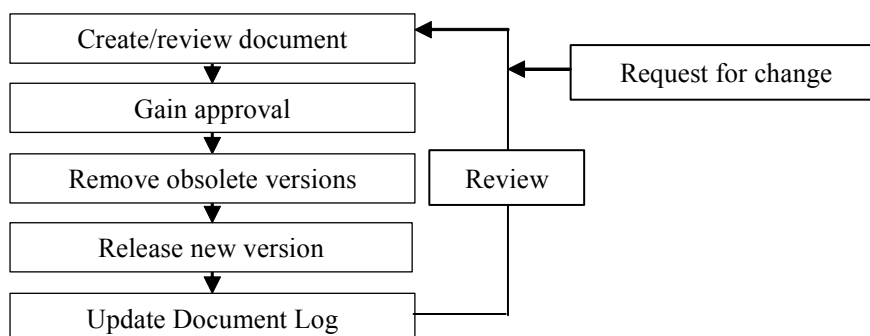 Create/review document
Request for change
Gain approval
Remove obsolete versions
Review
Release new version
Update Document Log